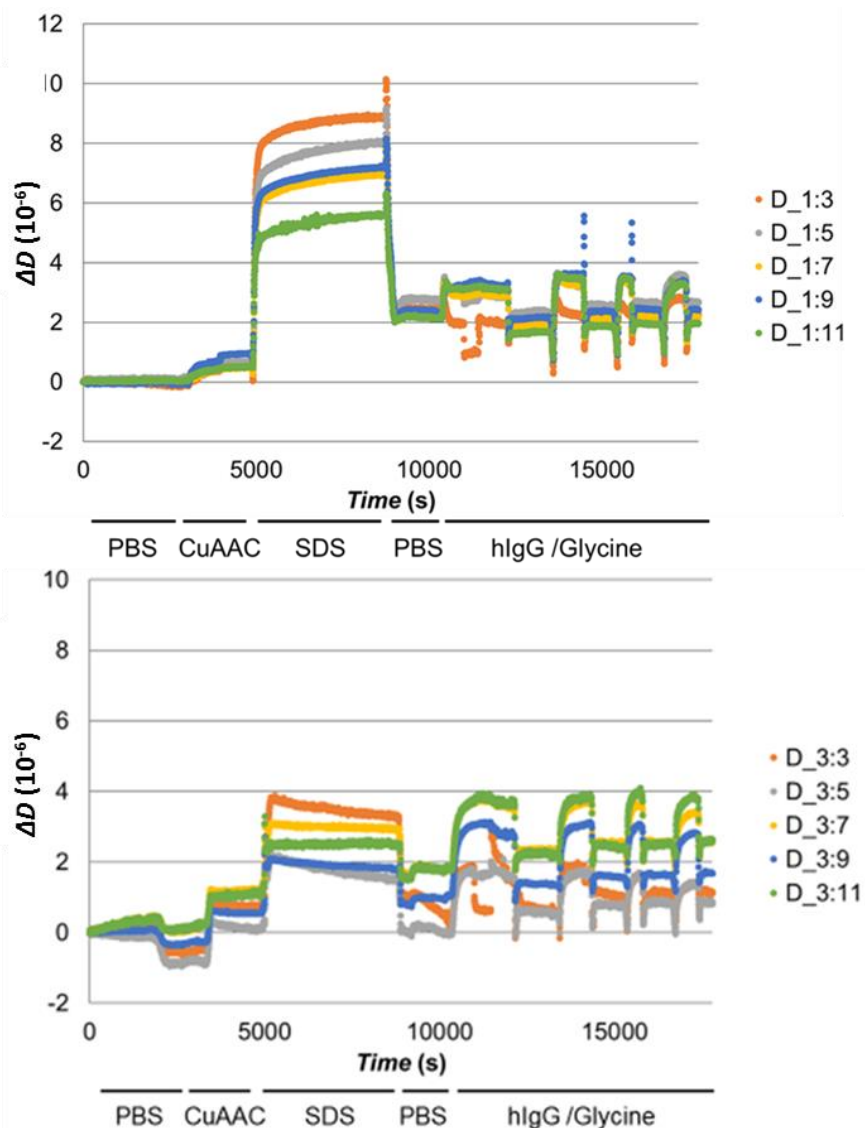 12
10
8
6
4
2
0
-2
ΔD (10⁻⁶)
0 5000 10000 15000
Time (s)
D_1:3
D_1:5
D_1:7
D_1:9
D_1:11
PBS CuAAC SDS PBS hIgG /Glycine
10
8
6
4
2
0
-2
ΔD (10⁻⁶)
0 5000 10000 15000
Time (s)
D_3:3
D_3:5
D_3:7
D_3:9
D_3:11
PBS CuAAC SDS PBS hIgG /Glycine